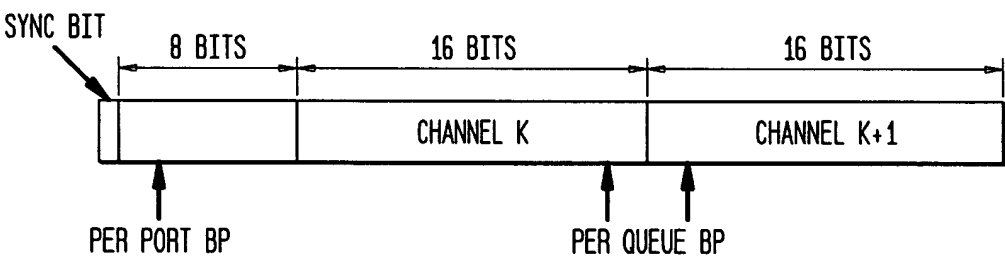 SYNC BIT
8 BITS
16 BITS
16 BITS
CHANNEL K
CHANNEL K+1
PER PORT BP
PER QUEUE BP